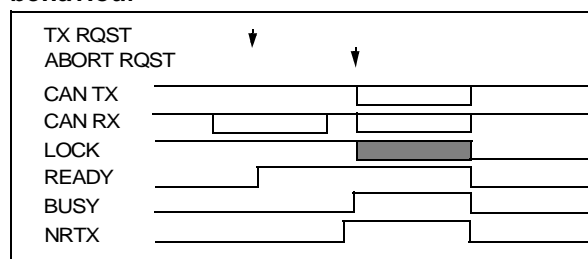 TX RQST
ABORT RQST
CAN TX
CAN RX
LOCK
READY
BUSY
NRTX